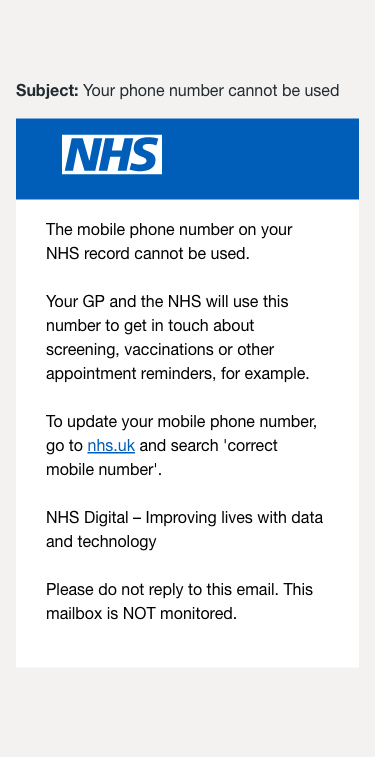 Subject: Your phone number cannot be used
NHS
The mobile phone number on your
NHS record cannot be used.
Your GP and the NHS will use this
number to get in touch about
screening, vaccinations or other
appointment reminders, for example.
To update your mobile phone number,
go to nhs.uk and search 'correct
mobile number'.
NHS Digital – Improving lives with data
and technology
Please do not reply to this email. This
mailbox is NOT monitored.